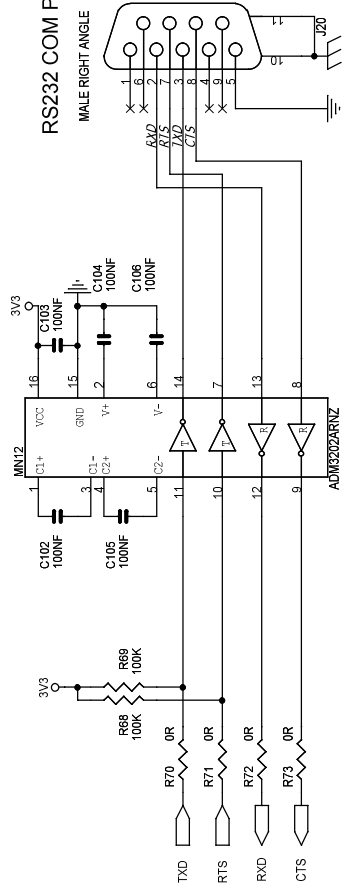 RS232 COM P
MALE RIGHT ANGLE
J20
11
10
1
6
2
7
3
8
4
9
5
RXD
RTS
TXD
CTS
3V3
C103
100NF
C104
100NF
C106
100NF
16
15
2
6
14
7
13
8
MN12
VCC
GND
V+
V-
C1+
C1-
C2+
C2-
T
T
R
R
ADM3202ARNZ
1
3
4
5
11
10
12
9
C102
100NF
C105
100NF
3V3
R69
100K
R68
100K
R70
0R
R71
0R
R72
0R
R73
0R
TXD
RTS
RXD
CTS